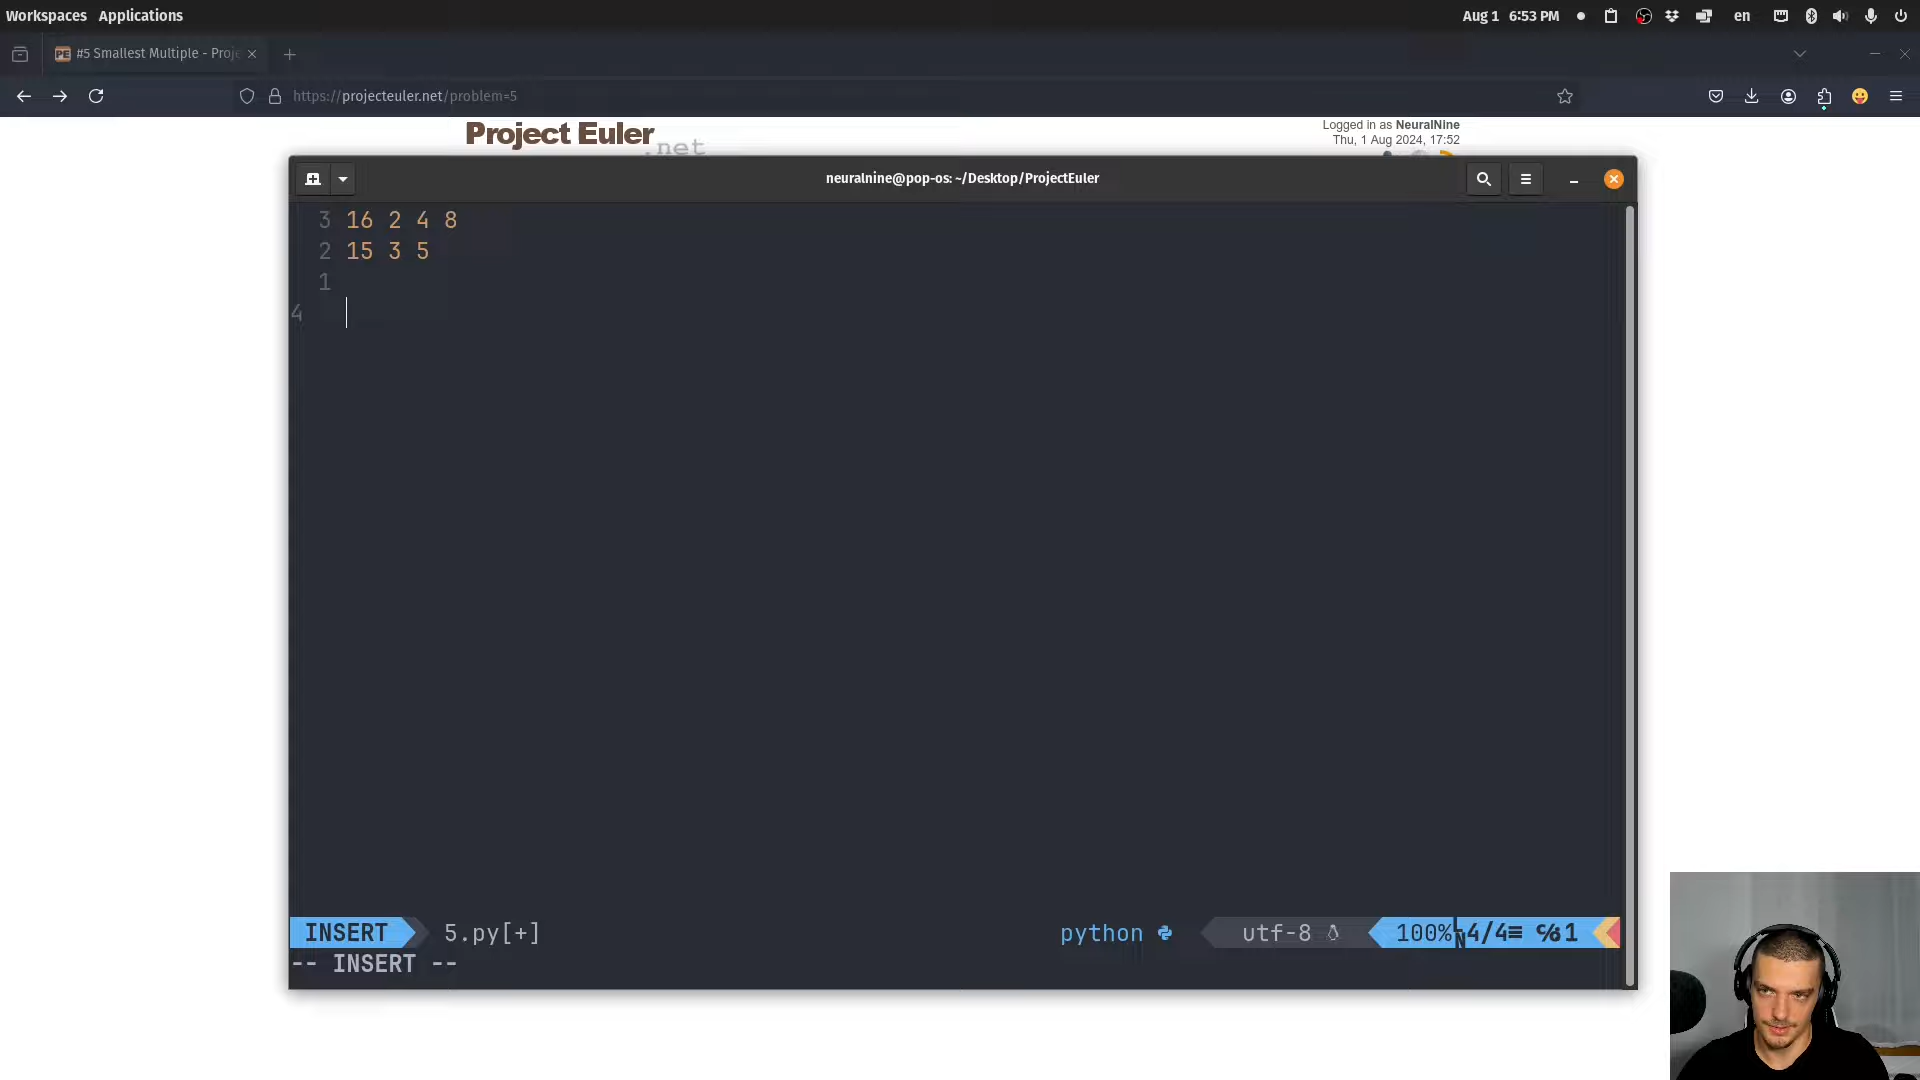 Workspaces Applications
Aug 1 6:53 PM
en
#5 Smallest Multiple - Proje
https://projecteuler.net/problem=5
Project Euler
.net
Logged in as NeuralNine
Thu, 1 Aug 2024, 17:52
neuralnine@pop-os: ~/Desktop/ProjectEuler
3 16 2 4 8
2 15 3 5
1
4
INSERT 5.py[+]
python utf-8 100% 4/4 ℅1
-- INSERT --